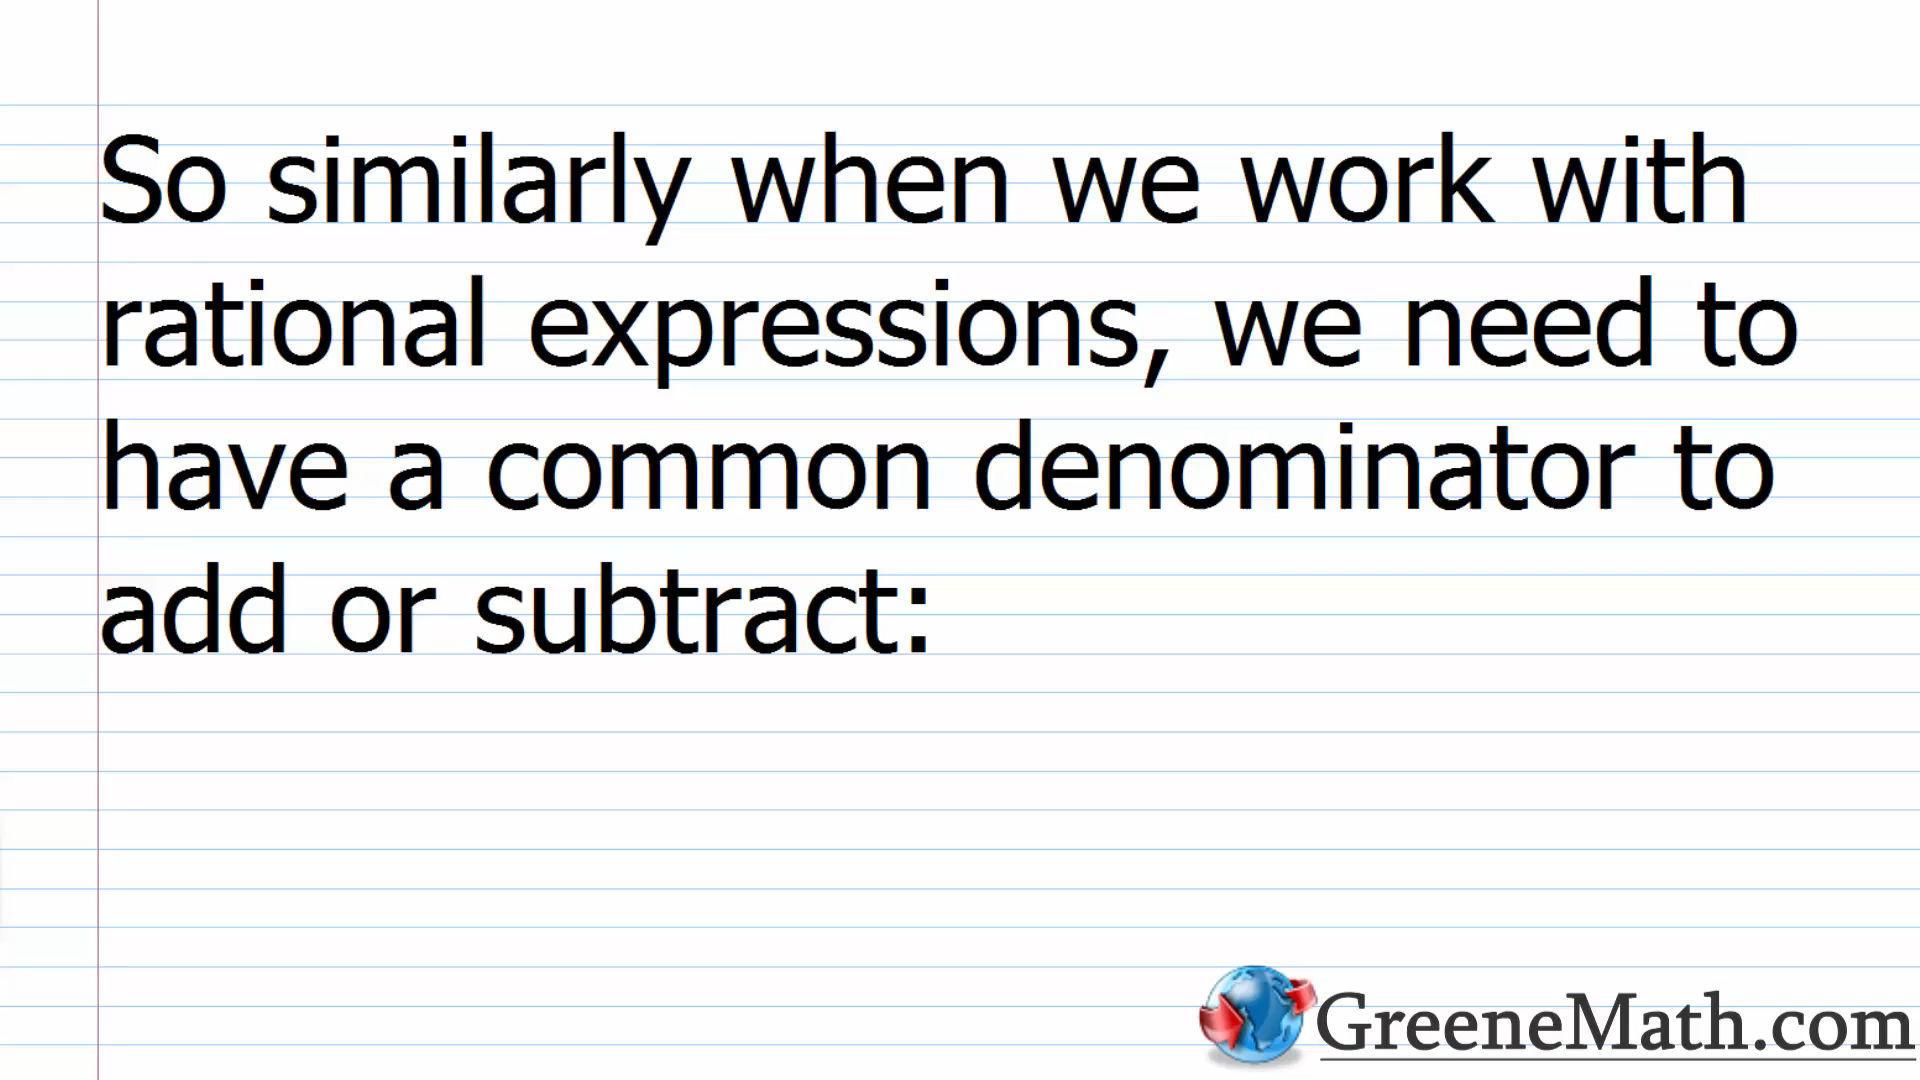 So similarly when we work with
rational expressions, we need to
have a common denominator to
add or subtract:
GreeneMath.com